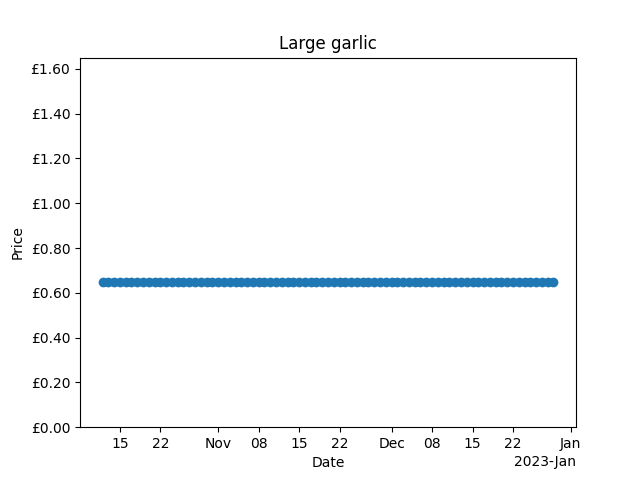 Large garlic
£1.60
£1.40
£1.20
£1.00
£0.80
£0.60
£0.40
£0.20
£0.00
Price
15 22 Nov 08 15 22 Dec 08 15 22 Jan
Date
2023-Jan